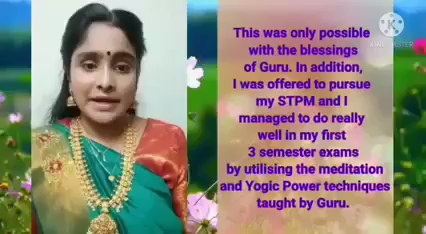 This was only possible
with the blessings
of Guru. In addition,
I was offered to pursue
my STPM and I
managed to do really
well in my first
3 semester exams
by utilising the meditation
and Yogic Power techniques
taught by Guru.